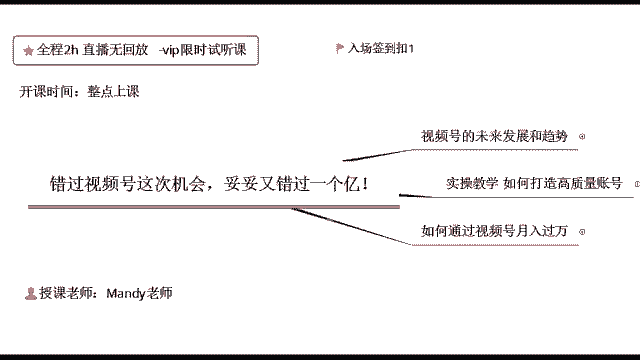 全程2h 直播无回放 -vip限时试听课
入场签到扣1
开课时间：整点上课
视频号的未来发展和趋势
错过视频号这次机会，妥妥又错过一个亿！
实操教学 如何打造高质量账号
如何通过视频号月入过万
授课老师：Mandy老师